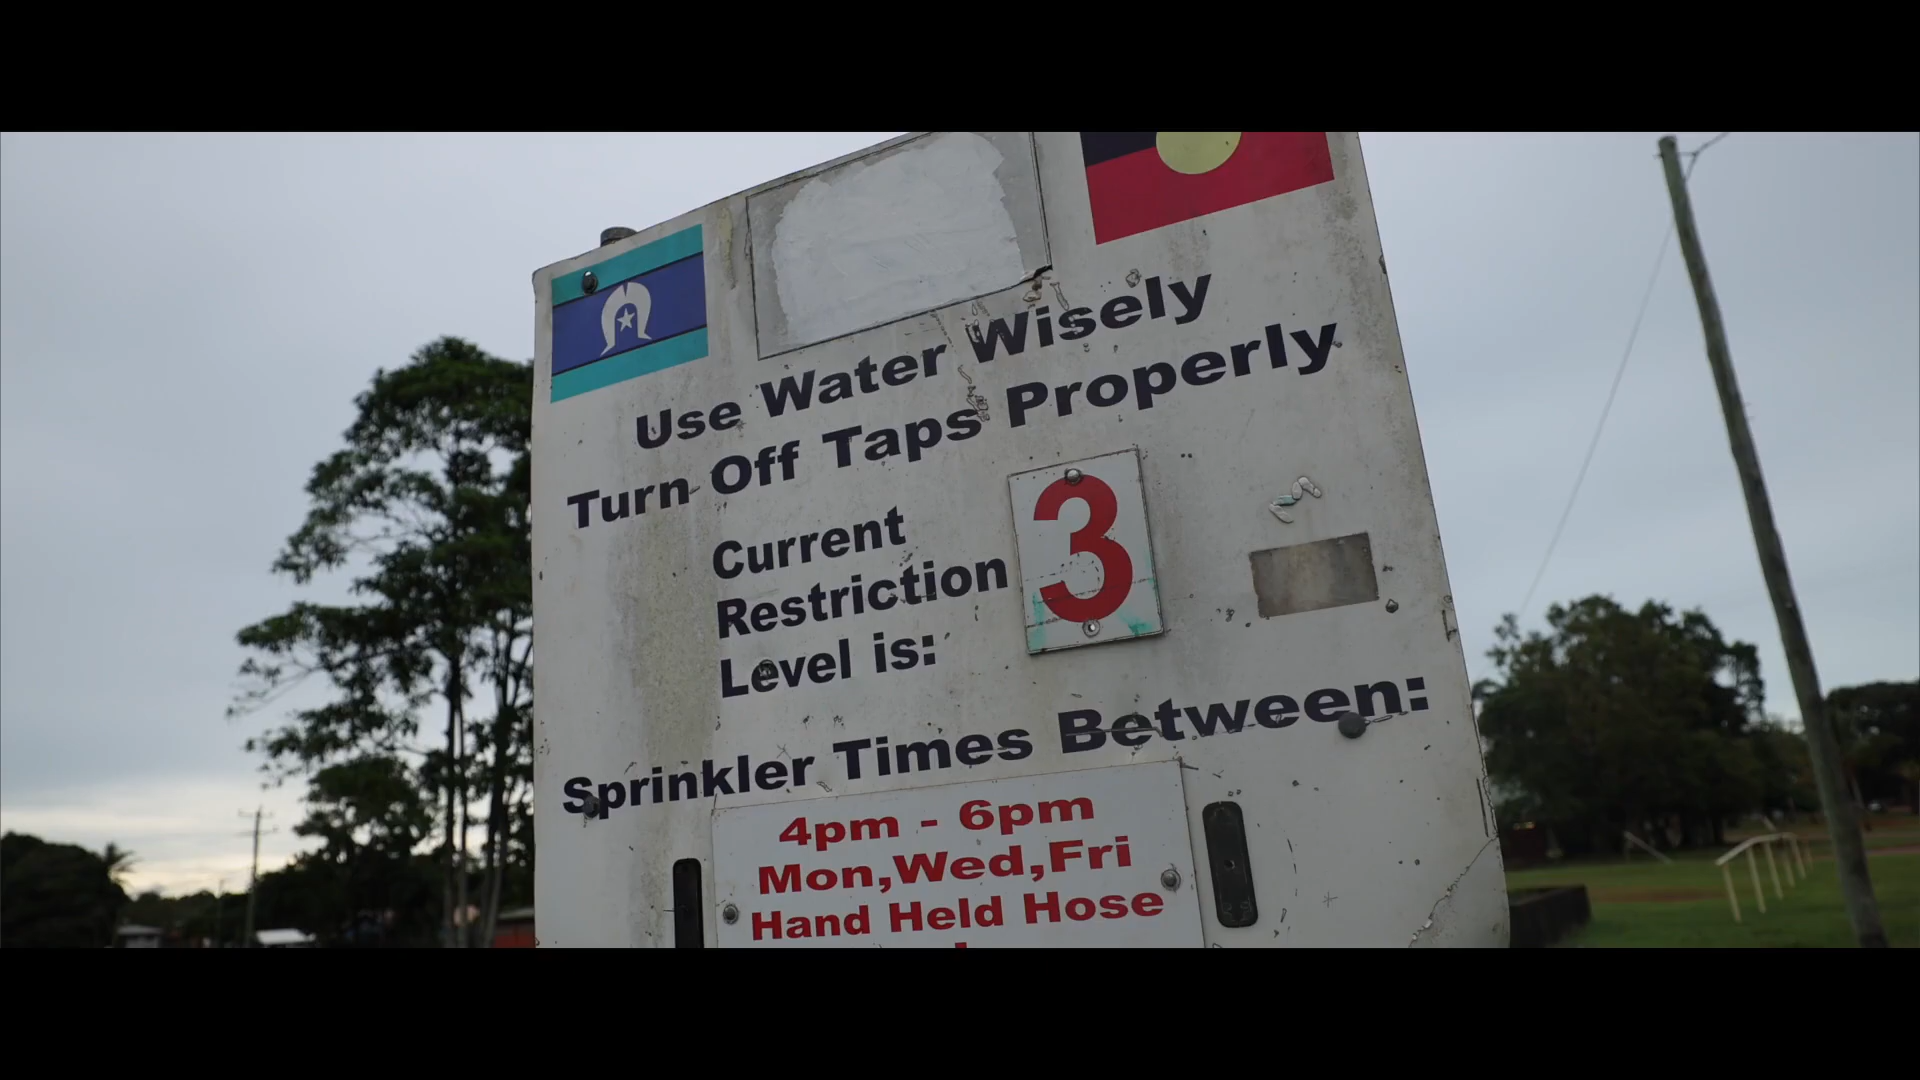 Use Water Wisely
Turn Off Taps Properly
Current
Restriction
Level is:
3
Sprinkler Times Between:
4pm - 6pm
Mon,Wed,Fri
Hand Held Hose